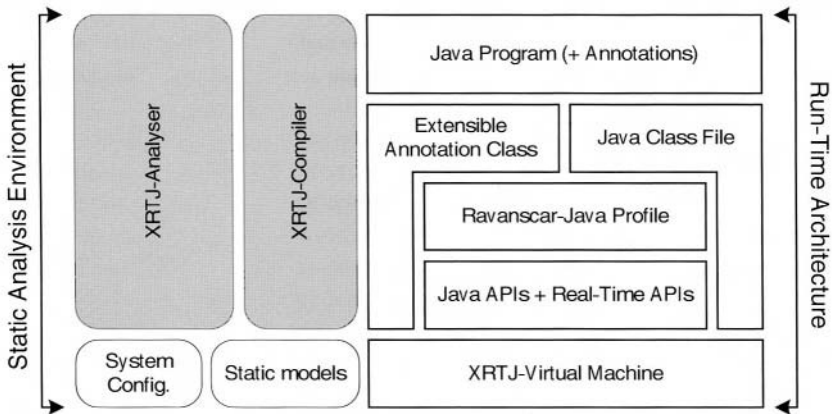 Static Analysis Environment
XRTJ-Analyser
XRTJ-Compiler
Java Program (+ Annotations)
Extensible
Annotation Class
Java Class File
Ravanscar-Java Profile
Java APIs + Real-Time APIs
System
Config.
Static models
XRTJ-Virtual Machine
Run-Time Architecture